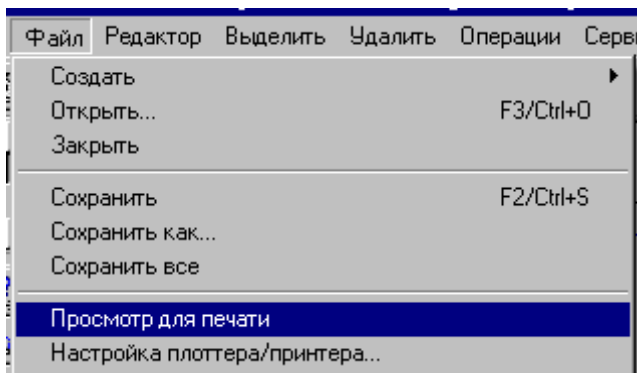 Файл Редактор Выделить Удалить Операции Серв
Создать
Открыть... F3/Ctrl+O
Закрыть
Сохранить F2/Ctrl+S
Сохранить как...
Сохранить все
Просмотр для печати
Настройка плоттера/принтера...